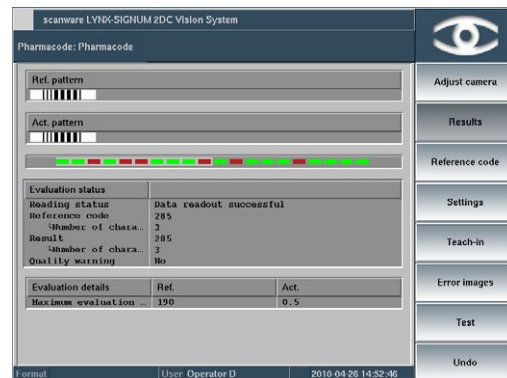 scanware LYNX-SIGNUM 2DC Vision System
Pharmacode: Pharmacode
Ref. pattern
Act. pattern
Evaluation status
Reading status Data readout successful
Reference code 285
└Number of chara… 3
Result 285
└Number of chara… 3
Quality warning No
Evaluation details Ref. Act.
Maximum evaluation … 190 0.5
Format User Operator D 2010-04-26 14:52:46
Adjust camera
Results
Reference code
Settings
Teach-in
Error images
Test
Undo